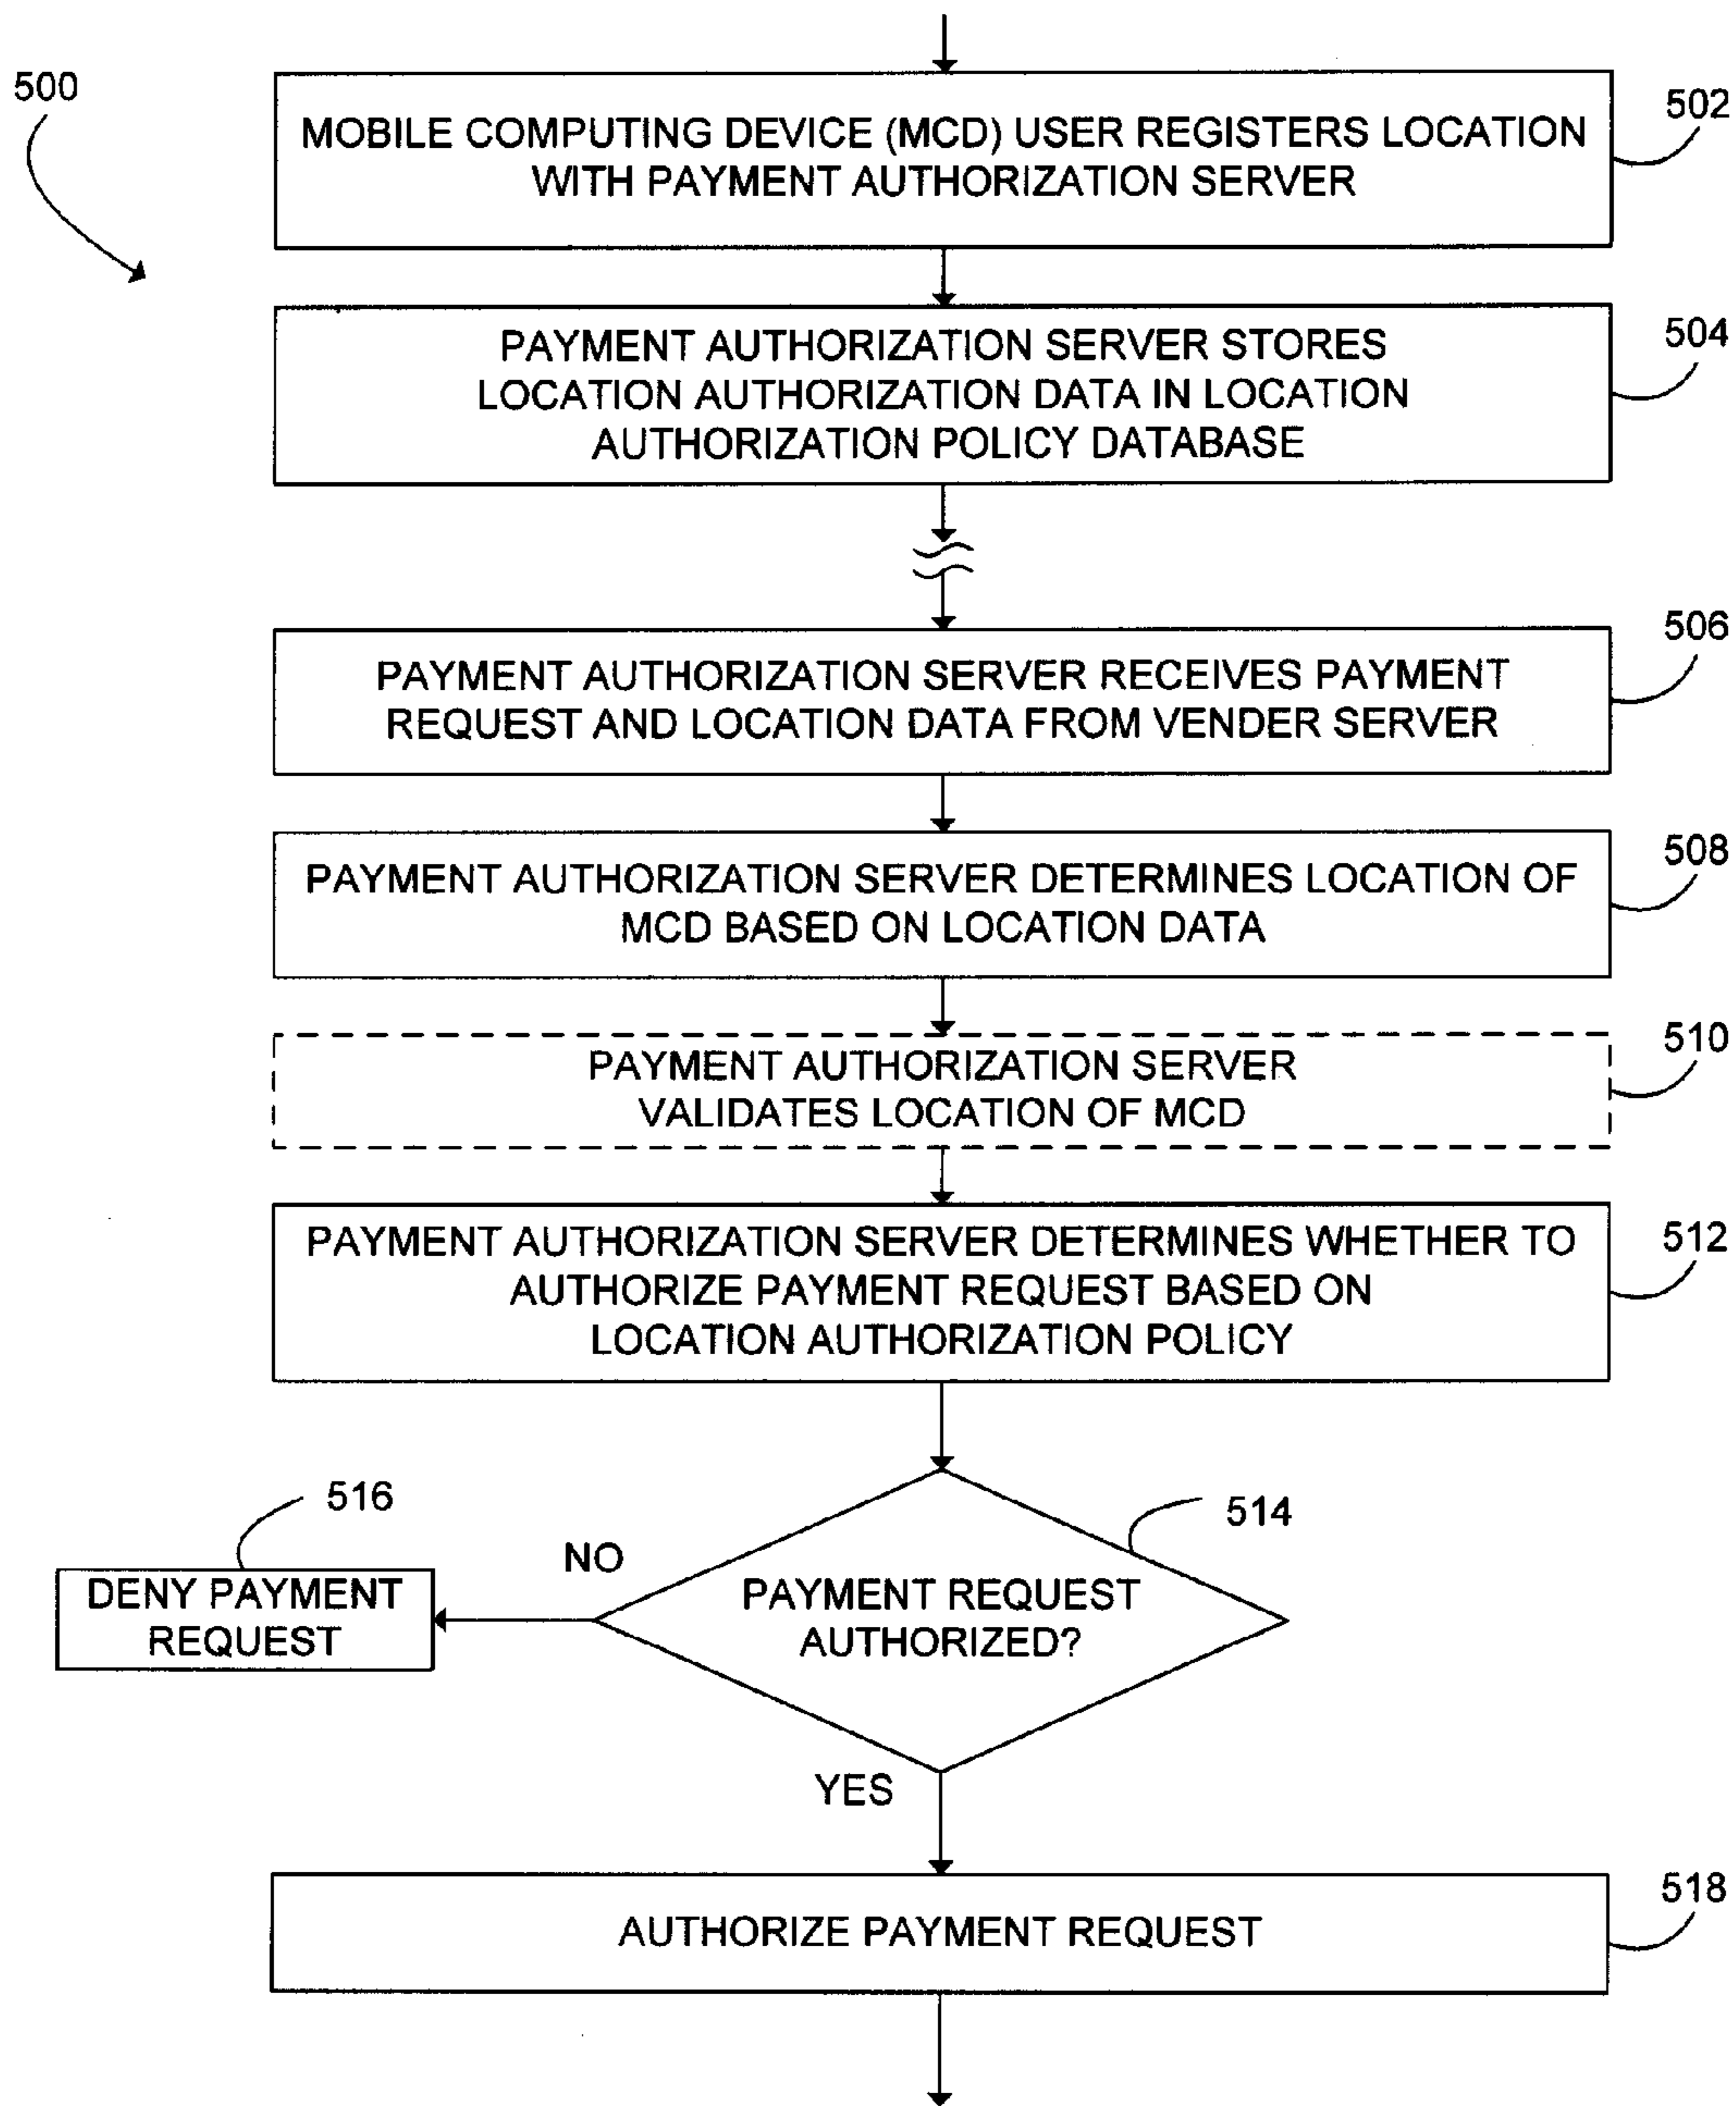 500
502
MOBILE COMPUTING DEVICE (MCD) USER REGISTERS LOCATION
WITH PAYMENT AUTHORIZATION SERVER
504
PAYMENT AUTHORIZATION SERVER STORES
LOCATION AUTHORIZATION DATA IN LOCATION
AUTHORIZATION POLICY DATABASE
506
PAYMENT AUTHORIZATION SERVER RECEIVES PAYMENT
REQUEST AND LOCATION DATA FROM VENDER SERVER
508
PAYMENT AUTHORIZATION SERVER DETERMINES LOCATION OF
MCD BASED ON LOCATION DATA
510
PAYMENT AUTHORIZATION SERVER
VALIDATES LOCATION OF MCD
512
PAYMENT AUTHORIZATION SERVER DETERMINES WHETHER TO
AUTHORIZE PAYMENT REQUEST BASED ON
LOCATION AUTHORIZATION POLICY
516
514
NO
DENY PAYMENT
REQUEST
PAYMENT REQUEST
AUTHORIZED?
YES
518
AUTHORIZE PAYMENT REQUEST